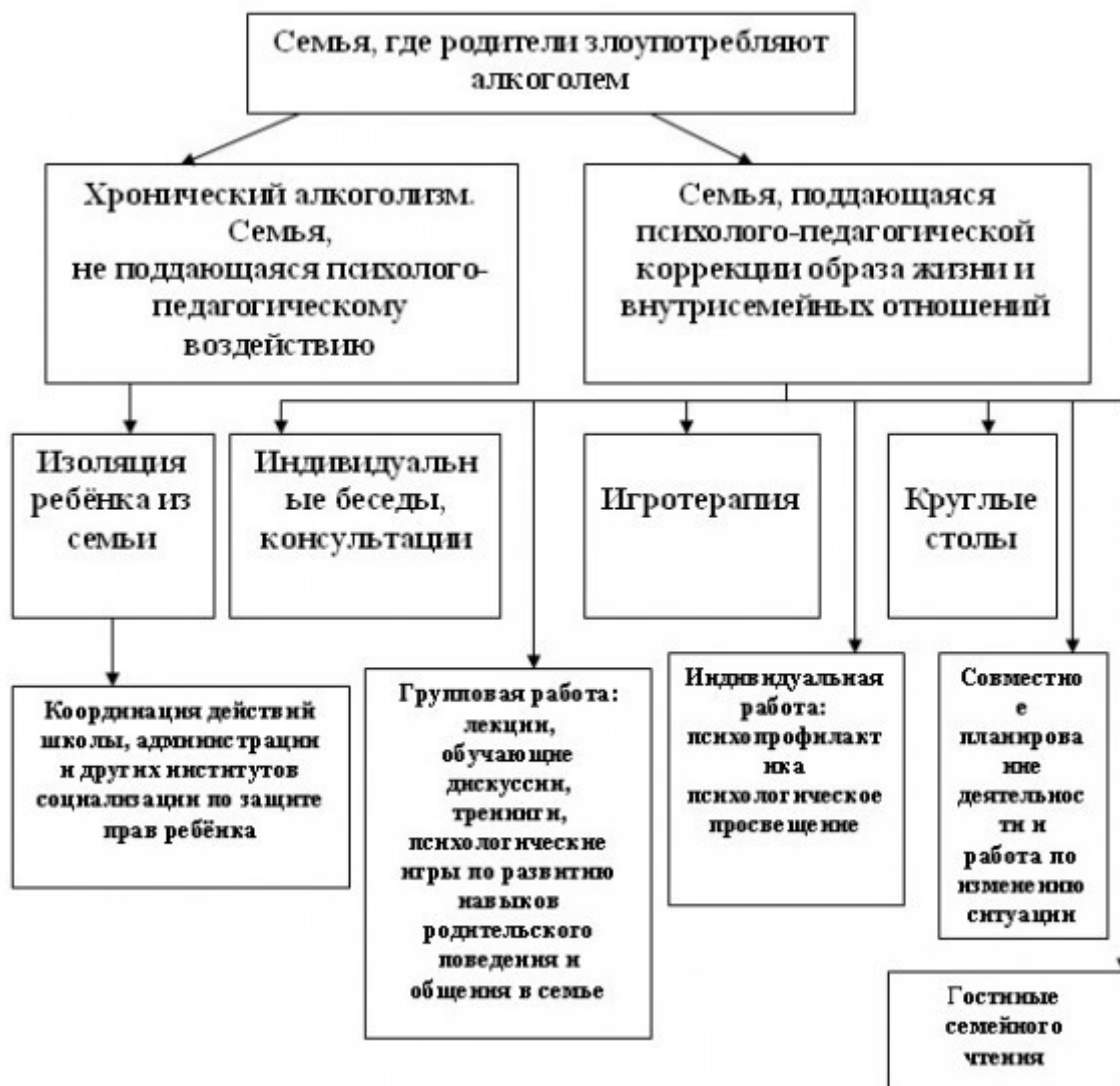 Семья, где родители злоупотребляют
алкоголем
Хронический алкоголизм.
Семья,
не поддающаяся психолого-
педагогическому
воздействию
Семья, поддающаяся
психолого-педагогической
коррекции образа жизни и
внутрисемейных отношений
Изоляция
ребёнка из
семьи
Индивидуальн
ые беседы,
консультации
Игротерапия
Круглые
столы
Координация действий
школы, администрации
и других институтов
социализации по защите
прав ребёнка
Групповая работа:
лекции,
обучающие
дискуссии,
тренинги,
психологические
игры по развитию
навыков
родительского
поведения и
общения в семье
Индивидуальная
работа:
психопрофилакт
ика
психологическое
просвещение
Совместно
е
планирова
ние
деятельнос
ти и
работа по
изменению
ситуации
Гостиные
семейного
чтения